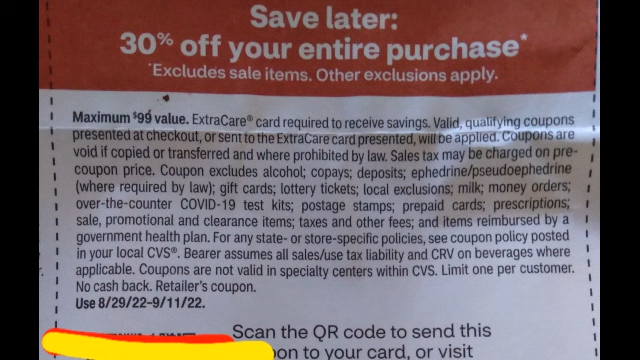 Save later:
30% off your entire purchase*
*Excludes sale items. Other exclusions apply.
Maximum $99 value. ExtraCare® card required to receive savings. Valid, qualifying coupons
presented at checkout, or sent to the ExtraCare card presented, will be applied. Coupons are
void if copied or transferred and where prohibited by law. Sales tax may be charged on pre-
coupon price. Coupon excludes alcohol; copays; deposits; ephedrine/pseudoephedrine
(where required by law); gift cards; lottery tickets; local exclusions; milk; money orders;
over-the-counter COVID-19 test kits; postage stamps; prepaid cards; prescriptions;
sale, promotional and clearance items; taxes and other fees; and items reimbursed by a
government health plan. For any state- or store-specific policies, see coupon policy posted
in your local CVS®. Bearer assumes all sales/use tax liability and CRV on beverages where
applicable. Coupons are not valid in specialty centers within CVS. Limit one per customer.
No cash back. Retailer's coupon.
Use 8/29/22–9/11/22.
Scan the QR code to send this
to your card, or visit